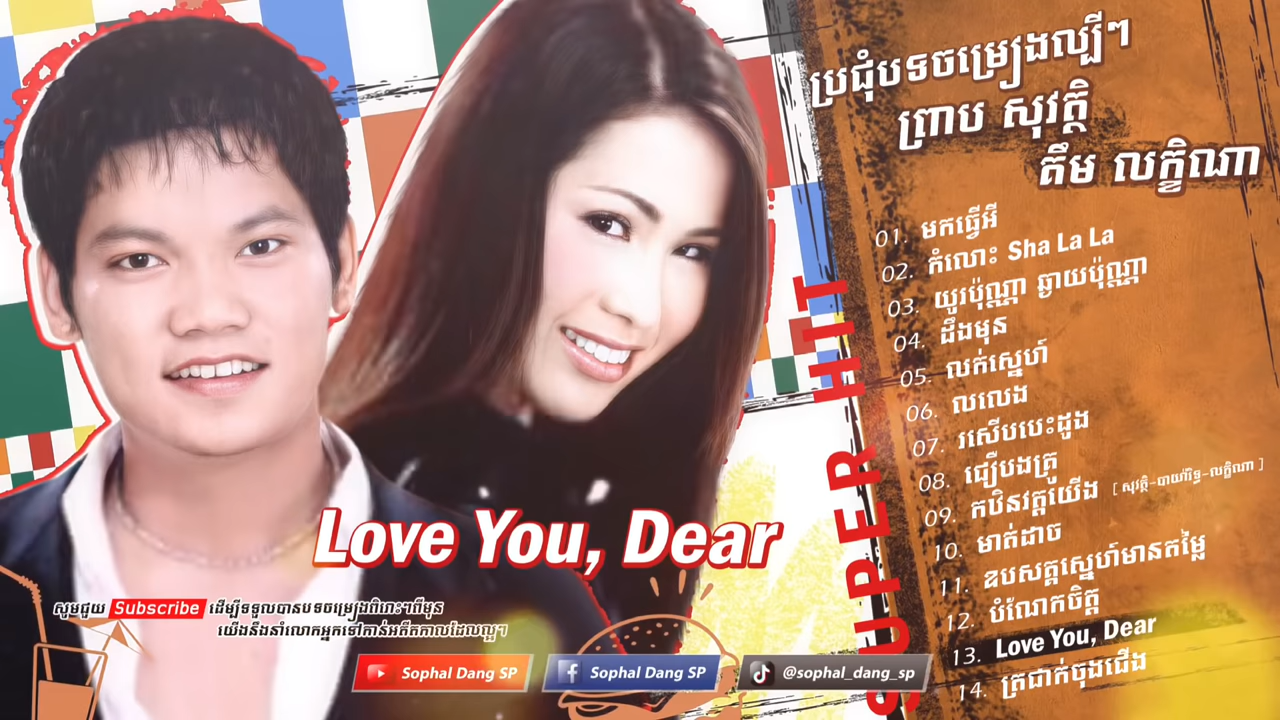 ប្រជុំបទចម្រៀងល្បីៗ
ព្រាប សុវត្ថិ
គឹម លក្ខិណា
01. មកធ្វើអី
02. កំលោះ Sha La La
03. យូរប៉ុណ្ណា ឆ្ងាយប៉ុណ្ណា
04. ដឹងមុន
05. លក់ស្នេហ៍
06. លលេង
07. រសើបបេះដូង
08. ជឿបងគ្រូ
09. កឋិនវត្តយើង [ សុវត្ថិ-បាយ៉ារិទ្ធ-លក្ខិណា ]
10. មាត់ដាច
11. ឧបសគ្គស្នេហ៍មានតម្លៃ
12. បំណែកចិត្ត
13. Love You, Dear
14. ត្រជាក់ចុងជើង
SUPER HIT
Love You, Dear
សូមជួយ Subscribe ដើម្បីទទួលបានបទចម្រៀងពិរោះៗពីមុន
យើងនឹងនាំលោកអ្នកទៅកាន់អតីតកាលដែលល្អៗ
Sophal Dang SP
Sophal Dang SP
@sophal_dang_sp